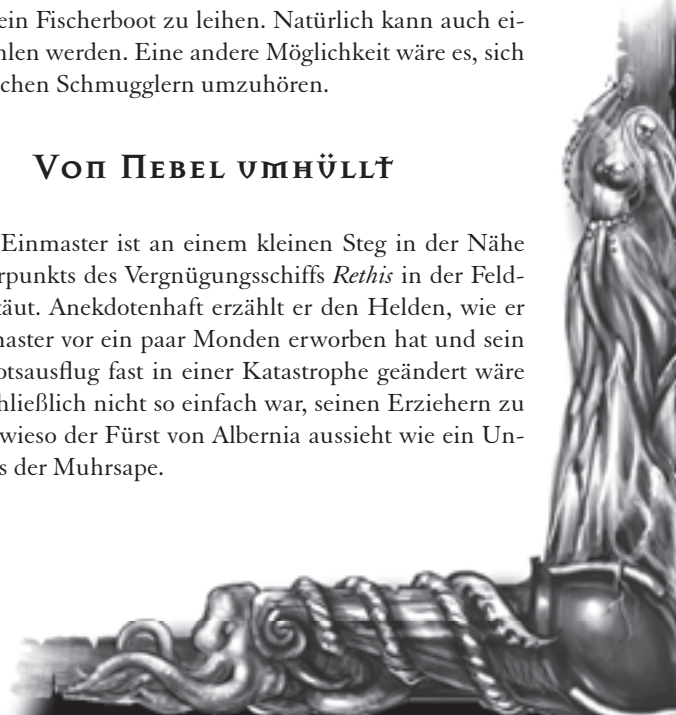 ein Fischerboot zu leihen. Natürlich kann auch ei-
hlen werden. Eine andere Möglichkeit wäre es, sich
chen Schmugglern umzuhören.
Von Nebel umhüllt
Einmaster ist an einem kleinen Steg in der Nähe
rpunkts des Vergnügungsschiffs Rethis in der Feld-
äut. Anekdotenhaft erzählt er den Helden, wie er
naster vor ein paar Monden erworben hat und sein
otsausflug fast in einer Katastrophe geändert wäre
hließlich nicht so einfach war, seinen Erziehern zu
wieso der Fürst von Albernia aussieht wie ein Un-
s der Muhrsape.